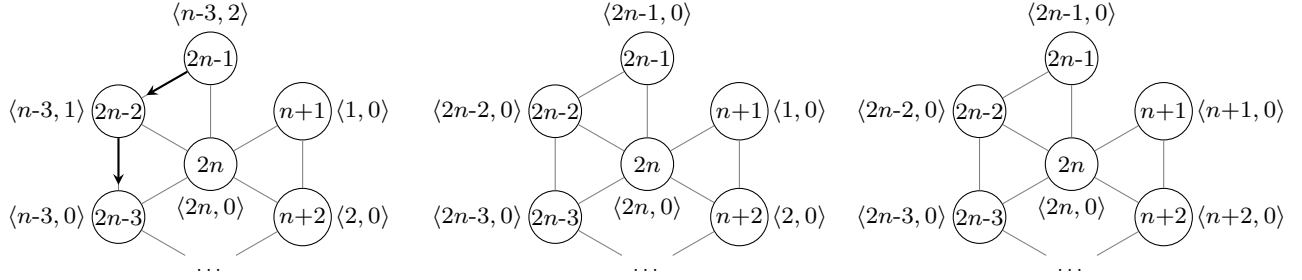 ⟨n-3, 2⟩ ⟨2n-1, 0⟩ ⟨2n-1, 0⟩
2n-1 2n-1 2n-1
⟨n-3, 1⟩ 2n-2 n+1 ⟨1, 0⟩ ⟨2n-2, 0⟩ 2n-2 n+1 ⟨1, 0⟩ ⟨2n-2, 0⟩ 2n-2 n+1 ⟨n+1, 0⟩
2n 2n 2n
⟨n-3, 0⟩ 2n-3 ⟨2n, 0⟩ n+2 ⟨2, 0⟩ ⟨2n-3, 0⟩ 2n-3 ⟨2n, 0⟩ n+2 ⟨2, 0⟩ ⟨2n-3, 0⟩ 2n-3 ⟨2n, 0⟩ n+2 ⟨n+2, 0⟩
... ... ...